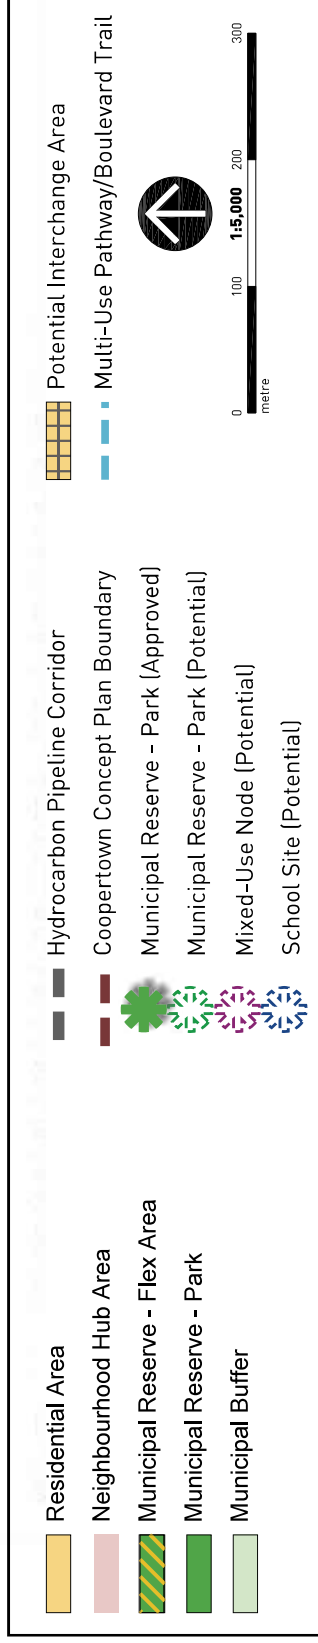 Residential Area
Neighbourhood Hub Area
Municipal Reserve - Flex Area
Municipal Reserve - Park
Municipal Buffer
Hydrocarbon Pipeline Corridor
Coopertown Concept Plan Boundary
Municipal Reserve - Park (Approved)
Municipal Reserve - Park (Potential)
Mixed-Use Node (Potential)
School Site (Potential)
Potential Interchange Area
Multi-Use Pathway/Boulevard Trail
0 100 200 300
1:5,000
metre